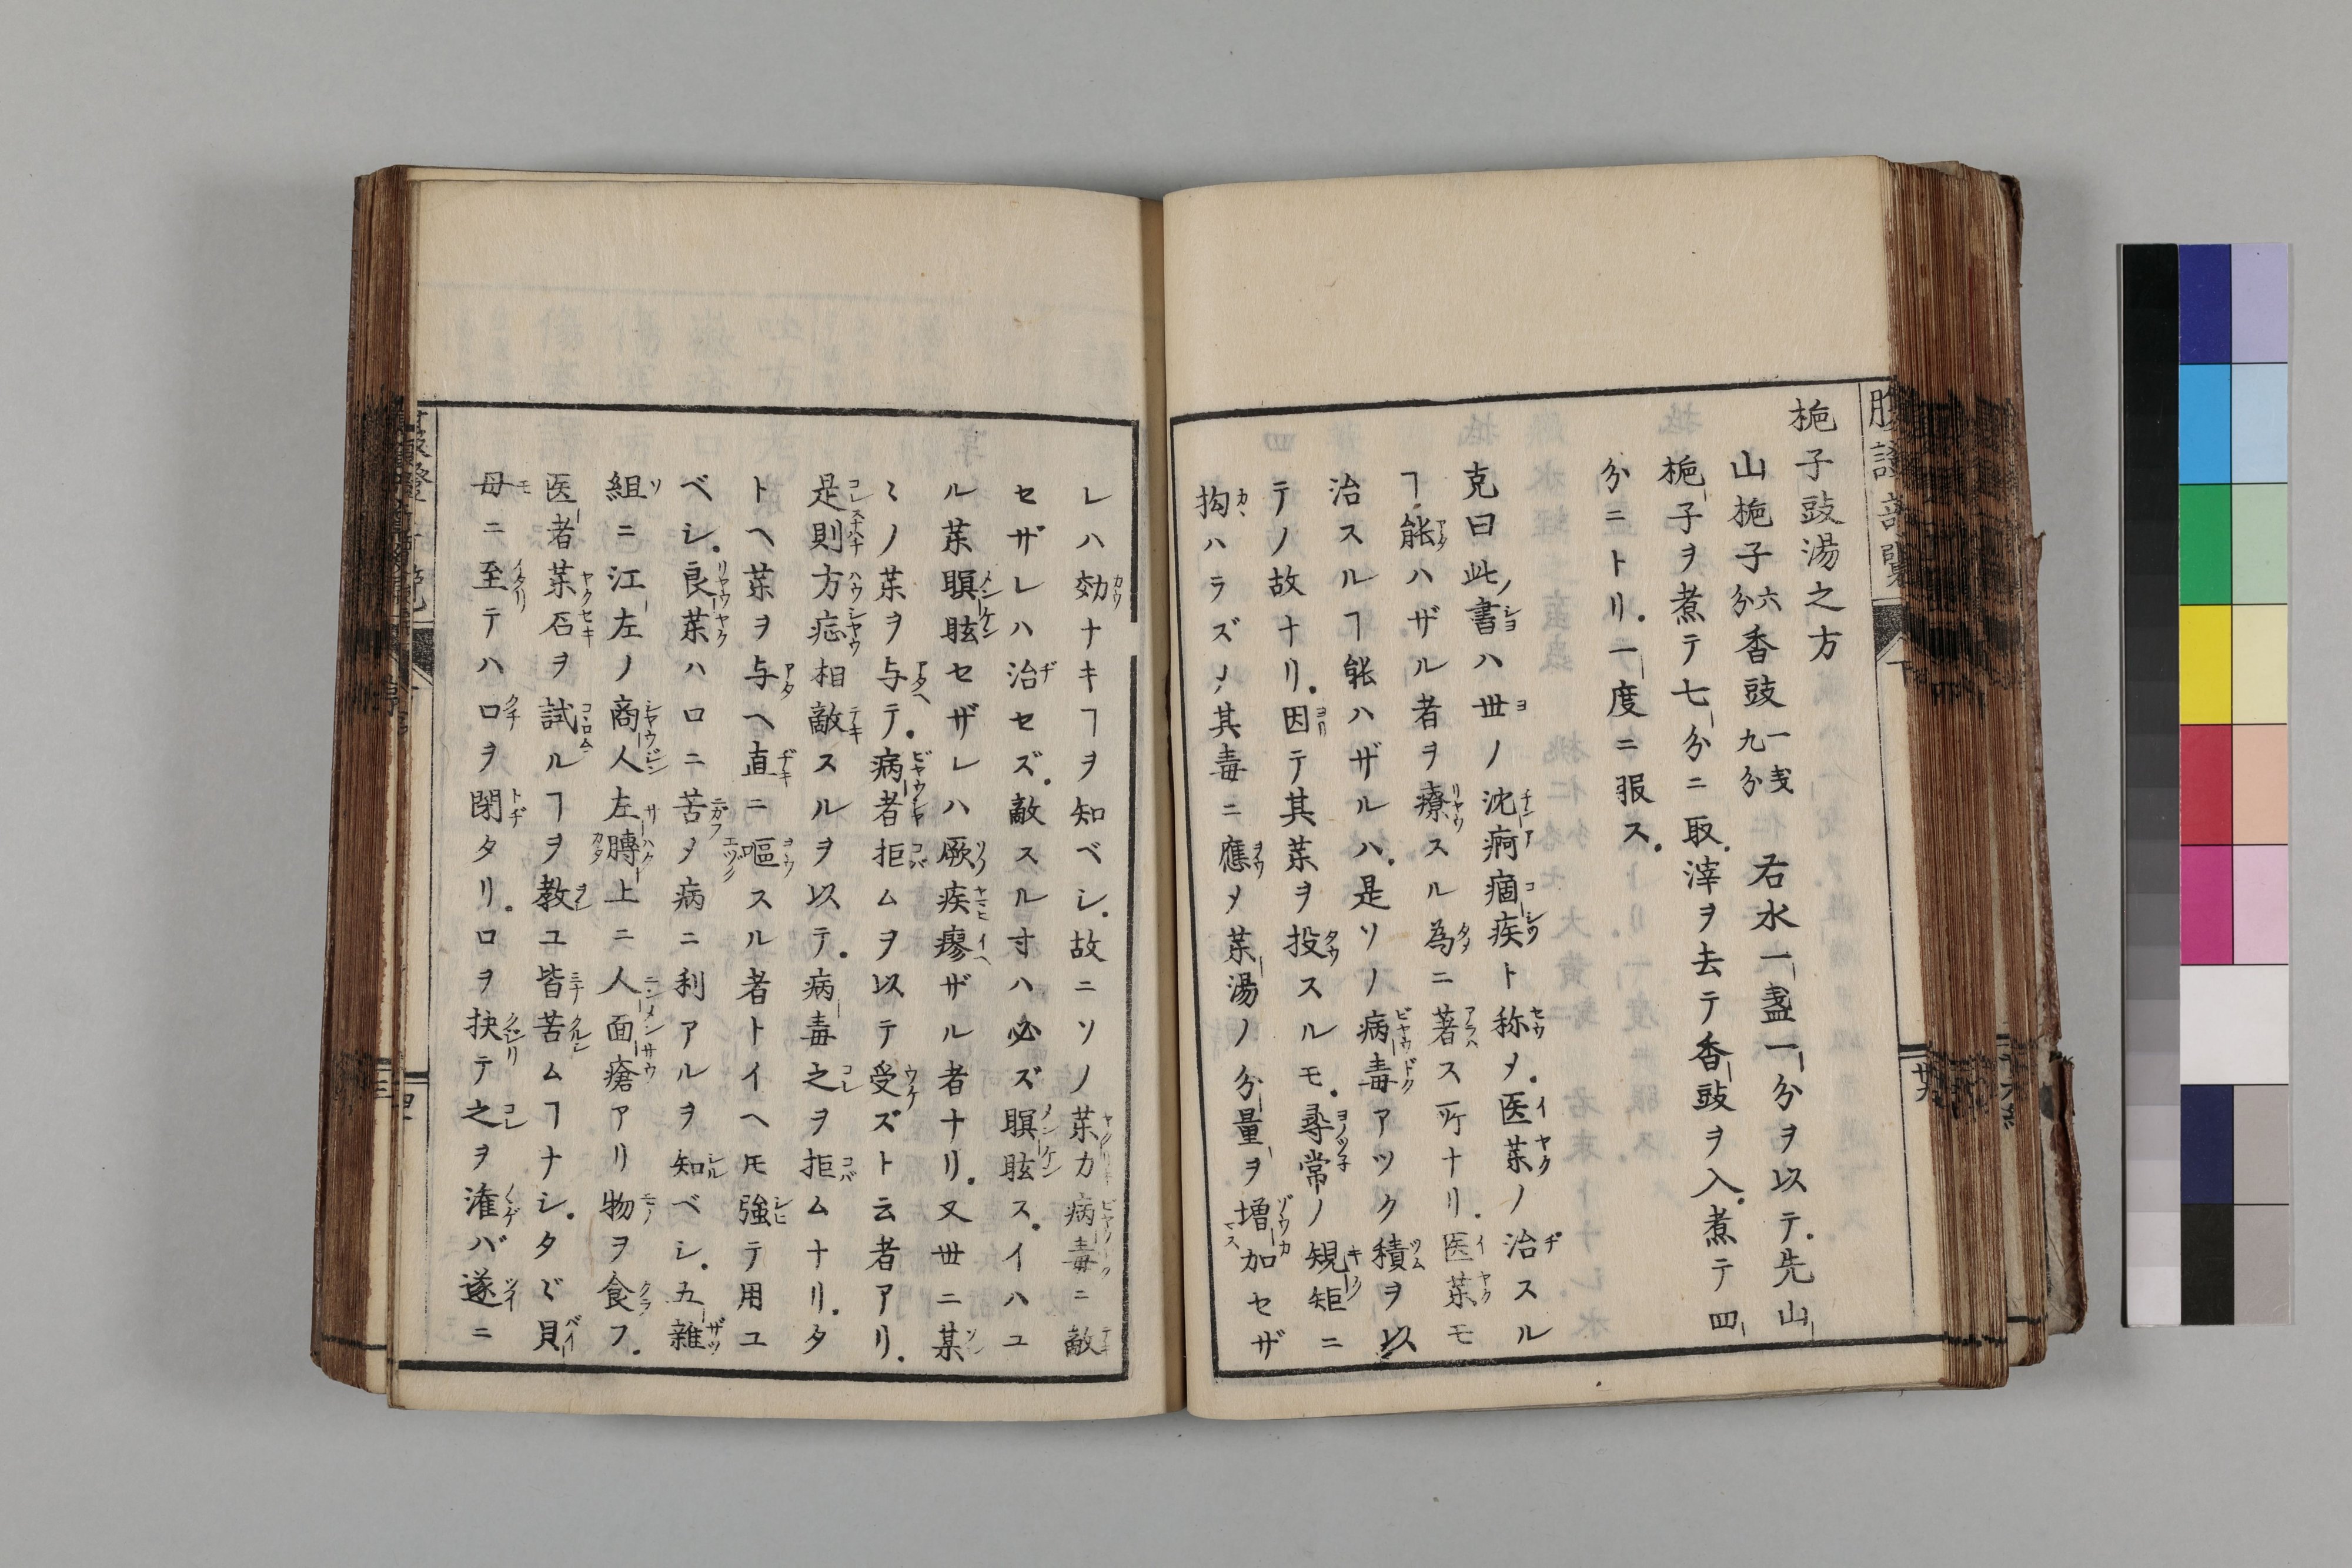 梔子豉湯之方
山梔子六分香豉一戔九分 右水一盞一分ヲ以テ先山
梔子ヲ煮テ七分ニ取滓ヲ去テ香豉ヲ入煮テ四
分ニトリ一度ニ服ス
克曰此書ハ世ノ沈痾痼疾ト称メ医薬ノ治スル
ヿ能ハザル者ヲ療スル為ニ著ス所ナリ医薬モ
治スルヿ能ハザルハ是ソノ病毒アツク積ヲ以
テノ故ナリ因テ其薬ヲ投スルモ尋常ノ規矩ニ
拘ハラズ其毒ニ應メ薬湯ノ分量ヲ増加セザ
レハ効ナキヿヲ知ベシ故ニソノ薬力病毒ニ敵
セザレハ治セズ敵スル寸ハ必ズ瞑眩スイハユ
ル薬瞑眩セザレハ厥疾瘳ザル者ナリ又世ニ某
〻ノ薬ヲ与テ病者拒ムヲ以テ受ズト云者アリ
是則方症相敵スルヲ以テ病毒之ヲ拒ムナリタ
トヘ薬ヲ与ヘ直ニ嘔スル者トイヘ𪜈強テ用ユ
ベシ良薬ハ口ニ苦メ病ニ利アルヲ知ベシ五雑
組ニ江左ノ商人左膊上ニ人面瘡アリ物ヲ食フ
医者薬石ヲ試ルヿヲ教ユ皆苦ムヿナシタヾ貝
母ニ至テハ口ヲ閉タリ口ヲ抉テ之ヲ潅バ遂ニ